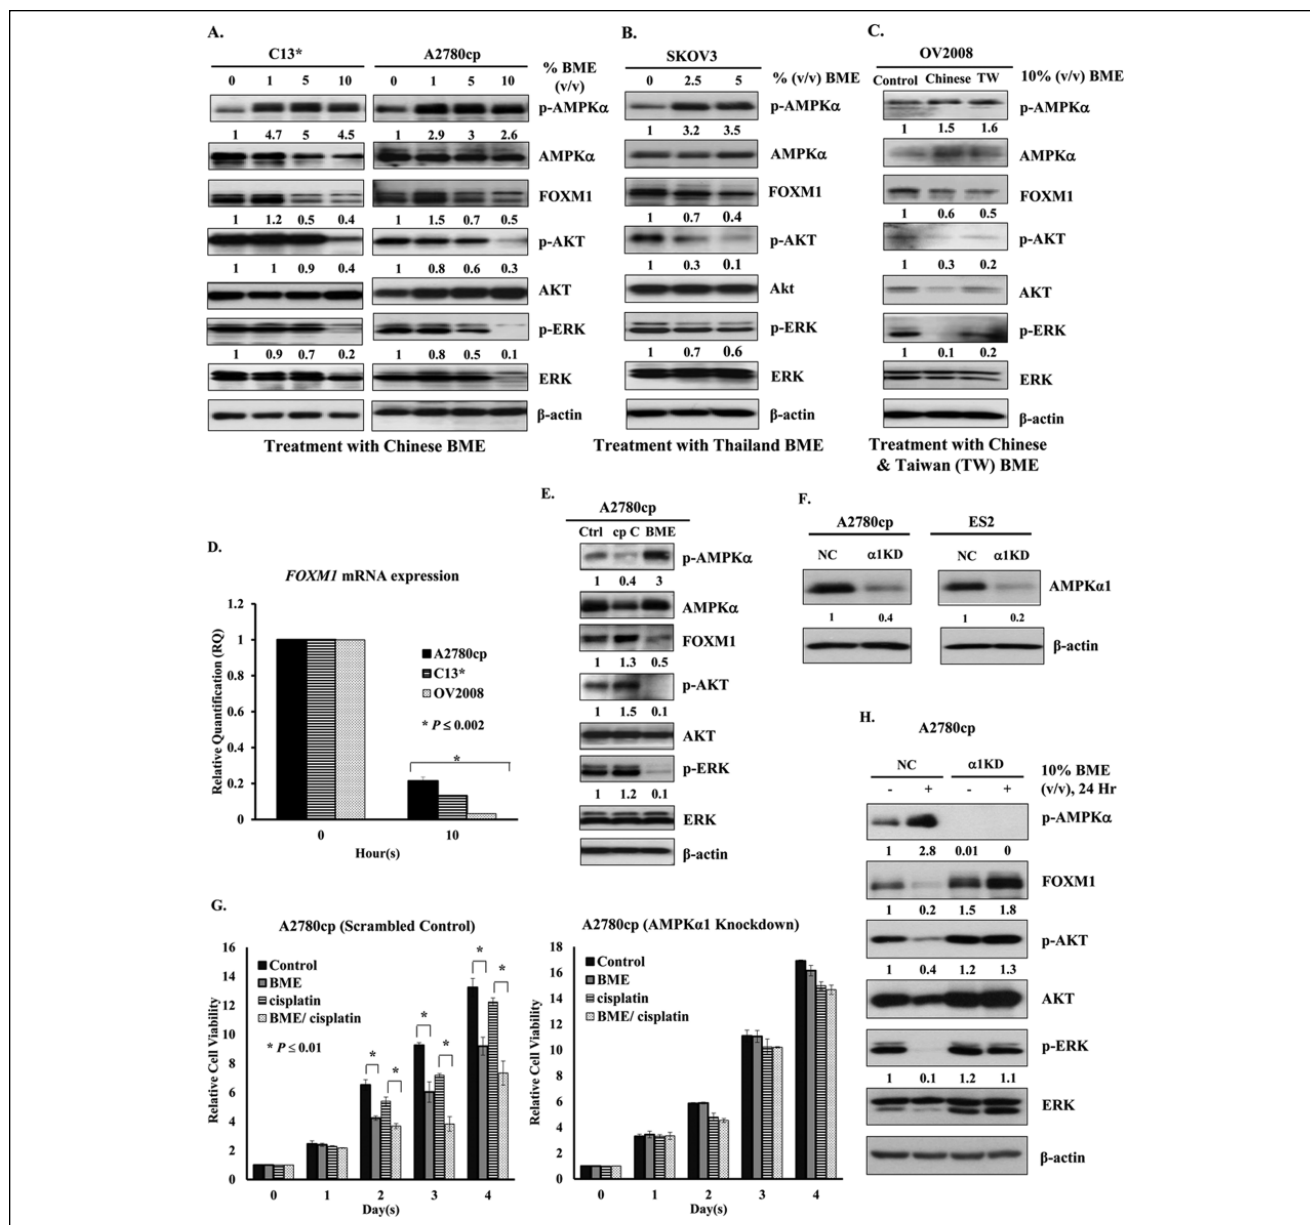 A.
C13*
A2780cp
0 1 5 10
0 1 5 10
% BME
(v/v)
p-AMPKα
1 4.7 5 4.5
1 2.9 3 2.6
AMPKα
FOXM1
1 1.2 0.5 0.4
1 1.5 0.7 0.5
p-AKT
1 1 0.9 0.4
1 0.8 0.6 0.3
AKT
p-ERK
1 0.9 0.7 0.2
1 0.8 0.5 0.1
ERK
β-actin
Treatment with Chinese BME
B.
SKOV3
0 2.5 5
% (v/v) BME
p-AMPKα
1 3.2 3.5
AMPKα
FOXM1
1 0.7 0.4
p-AKT
1 0.3 0.1
Akt
p-ERK
1 0.7 0.6
ERK
β-actin
Treatment with Thailand BME
C.
OV2008
Control Chinese TW
10% (v/v) BME
p-AMPKα
1 1.5 1.6
AMPKα
FOXM1
1 0.6 0.5
p-AKT
1 0.3 0.2
AKT
p-ERK
1 0.1 0.2
ERK
β-actin
Treatment with Chinese
& Taiwan (TW) BME
D.
FOXM1 mRNA expression
Relative Quantification (RQ)
1.2
1
0.8
0.6
0.4
0.2
0
A2780cp
C13*
OV2008
* P ≤ 0.002
*
0 10
Hour(s)
E.
A2780cp
Ctrl cp C BME
p-AMPKα
1 0.4 3
AMPKα
FOXM1
1 1.3 0.5
p-AKT
1 1.5 0.1
AKT
p-ERK
1 1.2 0.1
ERK
β-actin
F.
A2780cp
ES2
NC α1KD
NC α1KD
AMPKα1
1 0.4
1 0.2
β-actin
G.
A2780cp (Scrambled Control)
Relative Cell Viability
16
14
12
10
8
6
4
2
0
Control
BME
cisplatin
BME/ cisplatin
* P ≤ 0.01
* *
* *
* *
0 1 2 3 4
Day(s)
A2780cp (AMPKα1 Knockdown)
Relative Cell Viability
18
16
14
12
10
8
6
4
2
0
Control
BME
cisplatin
BME/ cisplatin
0 1 2 3 4
Day(s)
H.
A2780cp
NC α1KD
- + - +
10% BME
(v/v), 24 Hr
p-AMPKα
1 2.8 0.01 0
FOXM1
1 0.2 1.5 1.8
p-AKT
1 0.4 1.2 1.3
AKT
p-ERK
1 0.1 1.2 1.1
ERK
β-actin